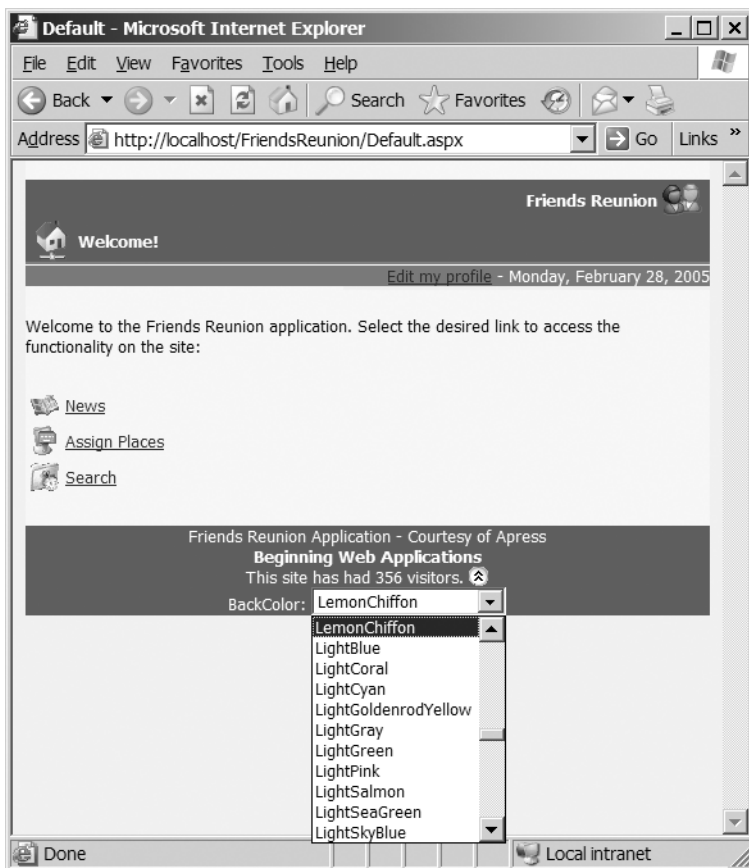 Default - Microsoft Internet Explorer
File Edit View Favorites Tools Help
Back Search Favorites
Address http://localhost/FriendsReunion/Default.aspx Go Links »
Friends Reunion
Welcome!
Edit my profile - Monday, February 28, 2005
Welcome to the Friends Reunion application. Select the desired link to access the
functionality on the site:
News
Assign Places
Search
Friends Reunion Application - Courtesy of Apress
Beginning Web Applications
This site has had 356 visitors.
BackColor: LemonChiffon
LemonChiffon
LightBlue
LightCoral
LightCyan
LightGoldenrodYellow
LightGray
LightGreen
LightPink
LightSalmon
LightSeaGreen
LightSkyBlue
Done Local intranet